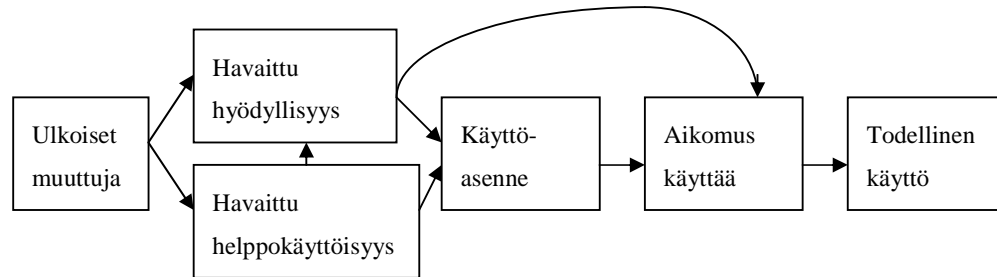 Ulkoiset
muuttuja
Havaittu
hyödyllisyys
Havaittu
helppokäyttöisyys
Käyttö-
asenne
Aikomus
käyttää
Todellinen
käyttö